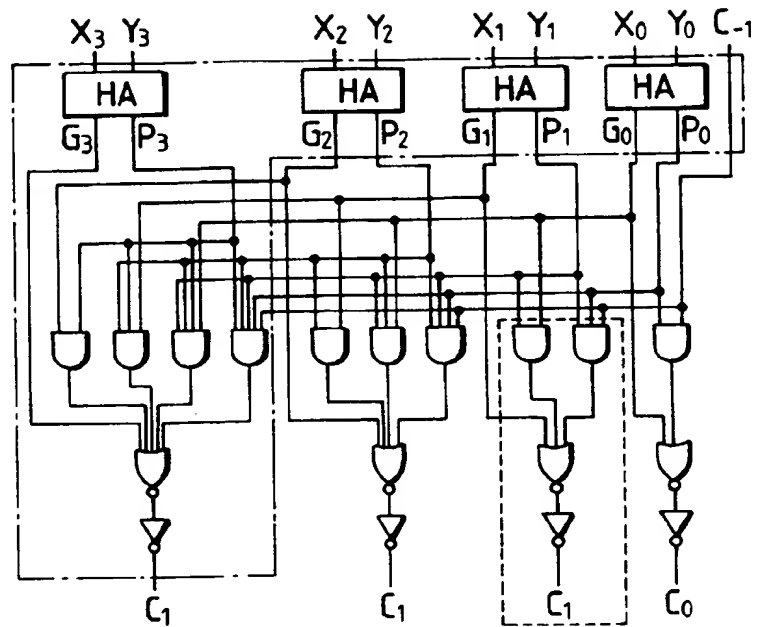 X3 Y3 X2 Y2 X1 Y1 X0 Y0 C-1
HA HA HA HA
G3 P3 G2 P2 G1 P1 G0 P0
C1 C1 C1 C0